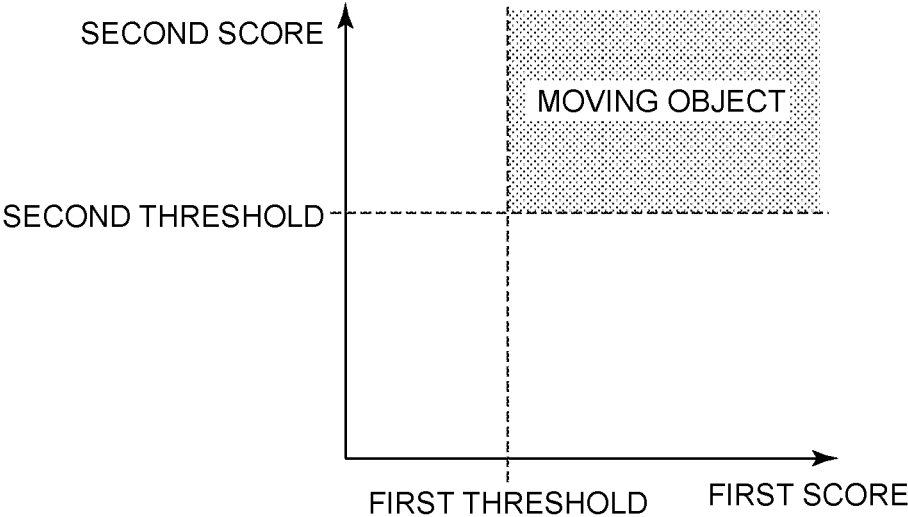 SECOND SCORE
MOVING OBJECT
SECOND THRESHOLD
FIRST THRESHOLD
FIRST SCORE